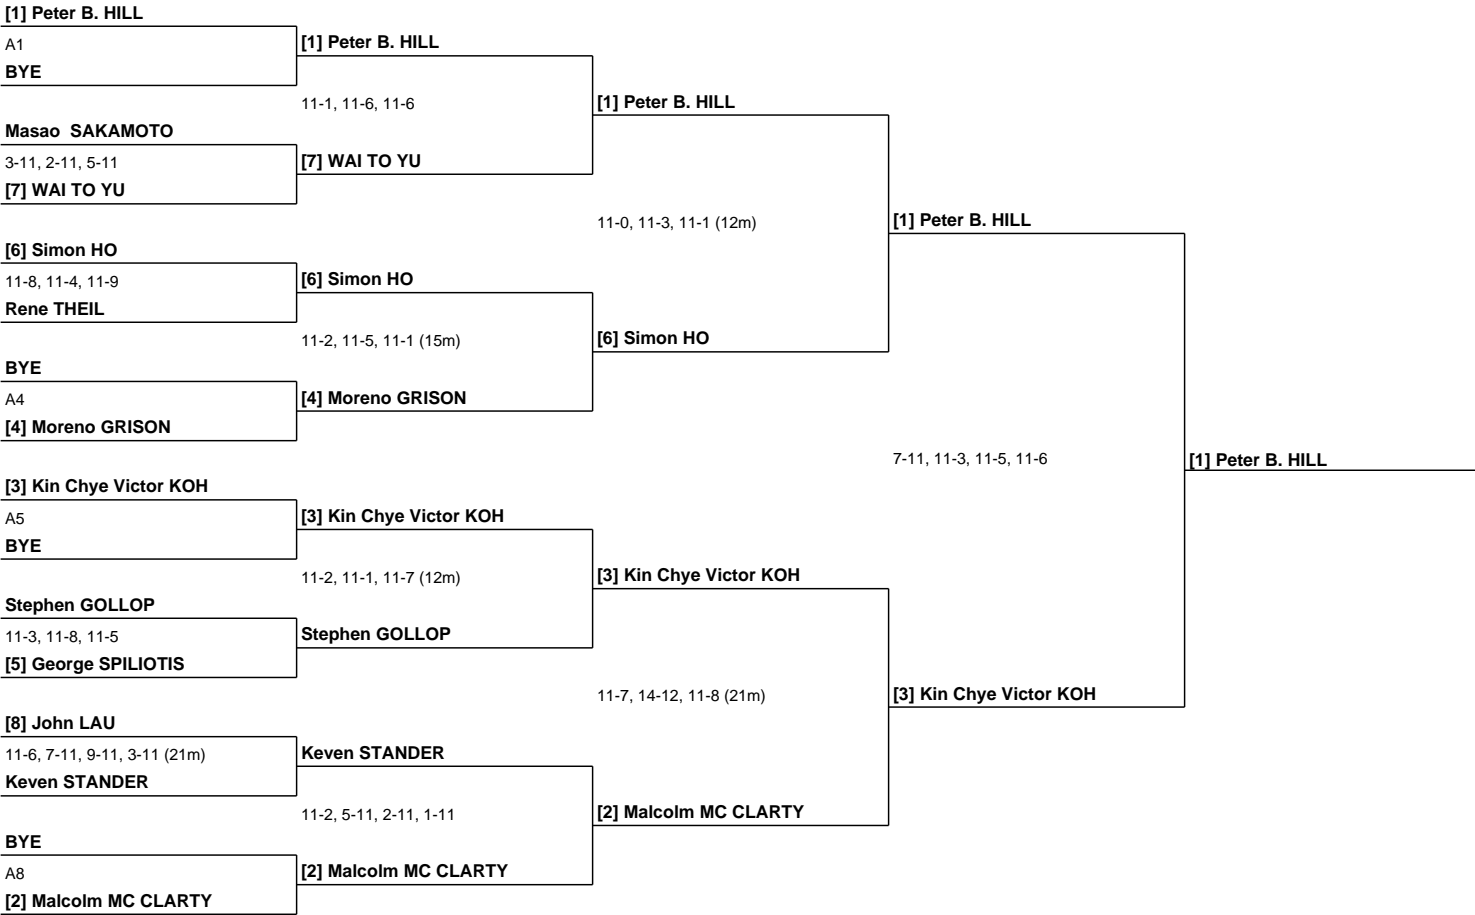 [1] Peter B. HILL
A1
BYE
Masao  SAKAMOTO
3-11, 2-11, 5-11
[7] WAI TO YU
[6] Simon HO
11-8, 11-4, 11-9
Rene THEIL
BYE
A4
[4] Moreno GRISON
[3] Kin Chye Victor KOH
A5
BYE
Stephen GOLLOP
11-3, 11-8, 11-5
[5] George SPILIOTIS
[8] John LAU
11-6, 7-11, 9-11, 3-11 (21m)
Keven STANDER
BYE
A8
[2] Malcolm MC CLARTY
[1] Peter B. HILL
11-1, 11-6, 11-6
[7] WAI TO YU
[6] Simon HO
11-2, 11-5, 11-1 (15m)
[4] Moreno GRISON
[3] Kin Chye Victor KOH
11-2, 11-1, 11-7 (12m)
Stephen GOLLOP
Keven STANDER
11-2, 5-11, 2-11, 1-11
[2] Malcolm MC CLARTY
[1] Peter B. HILL
11-0, 11-3, 11-1 (12m)
[6] Simon HO
[3] Kin Chye Victor KOH
11-7, 14-12, 11-8 (21m)
[2] Malcolm MC CLARTY
[1] Peter B. HILL
7-11, 11-3, 11-5, 11-6
[3] Kin Chye Victor KOH
[1] Peter B. HILL